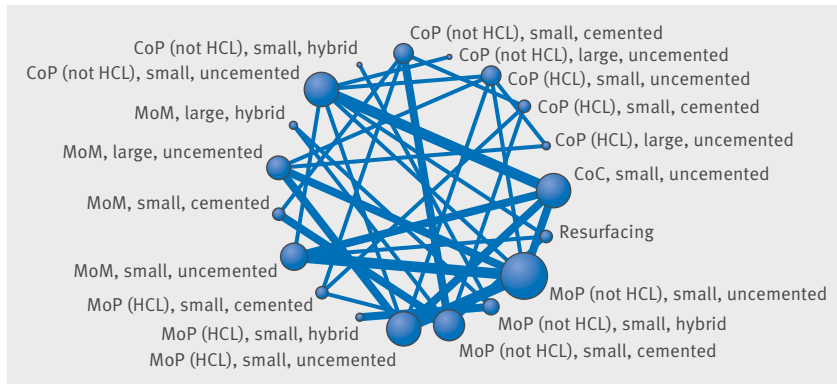 CoP (not HCL), small, cemented
CoP (not HCL), small, hybrid
CoP (not HCL), large, uncemented
CoP (not HCL), small, uncemented
CoP (HCL), small, uncemented
MoM, large, hybrid
CoP (HCL), small, cemented
MoM, large, uncemented
CoP (HCL), large, uncemented
CoC, small, uncemented
MoM, small, cemented
Resurfacing
MoM, small, uncemented
MoP (not HCL), small, uncemented
MoP (HCL), small, cemented
MoP (not HCL), small, hybrid
MoP (HCL), small, hybrid
MoP (not HCL), small, cemented
MoP (HCL), small, uncemented